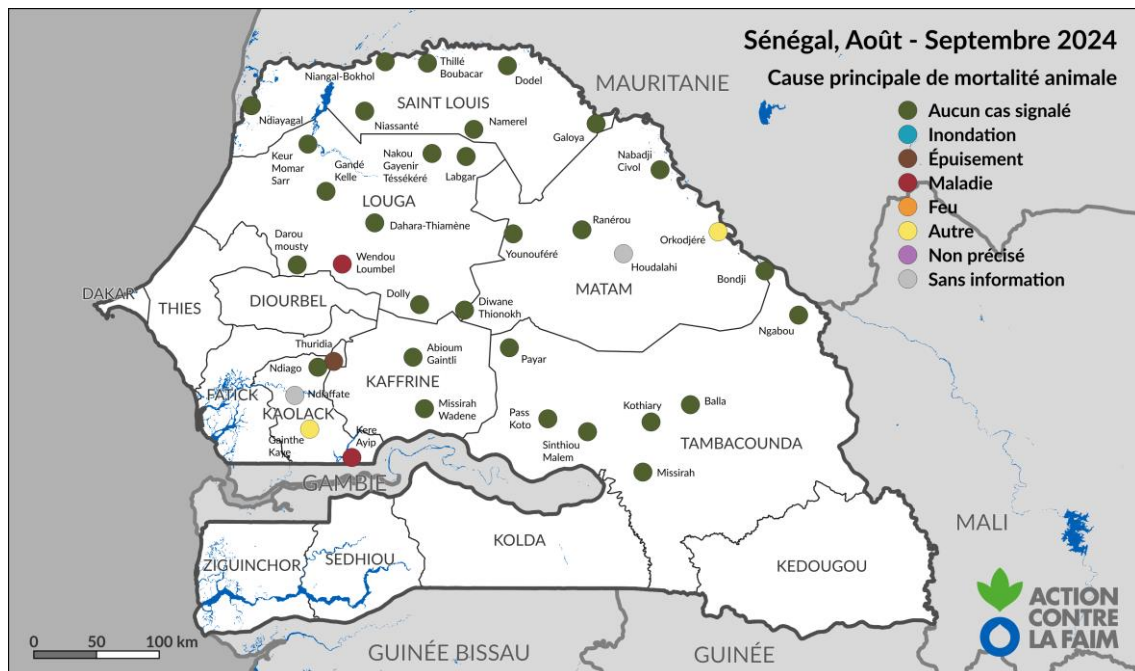 Sénégal, Août - Septembre 2024
Cause principale de mortalité animale
Aucun cas signalé
Inondation
Épuisement
Maladie
Feu
Autre
Non précisé
Sans information
MAURITANIE
Niangal-Bokhol
Thillé
Boubacar
Dodel
SAINT LOUIS
Ndiayagal
Niassanté
Namerel
Galoya
Keur
Momar
Sarr
Gandé
Kelle
Nakou
Gayenir
Téssékéré
Labgar
Nabadji
Civol
LOUGA
Dahara-Thiamène
Ranérou
Younouféré
Orkodjéré
Darou
mousty
Wendou
Loumbel
Houdalahi
Bondji
MATAM
DAKAR
THIES
DIOURBEL
Dolly
Diwane
Thionokh
Ngabou
Thuridia
Ndiago
Abioum
Gaintli
Payar
KAFFRINE
FATICK
Ndiaffate
KAOLACK
Missirah
Wadene
Pass
Koto
Kothiary
Balla
Gainthe
Kaye
Kere
Ayip
Sinthiou
Malem
TAMBACOUNDA
Missirah
GAMBIE
MALI
ZIGUINCHOR
SEDHIOU
KOLDA
KEDOUGOU
0 50 100 km
GUINÉE BISSAU
GUINÉE
ACTION
CONTRE
LA FAIM